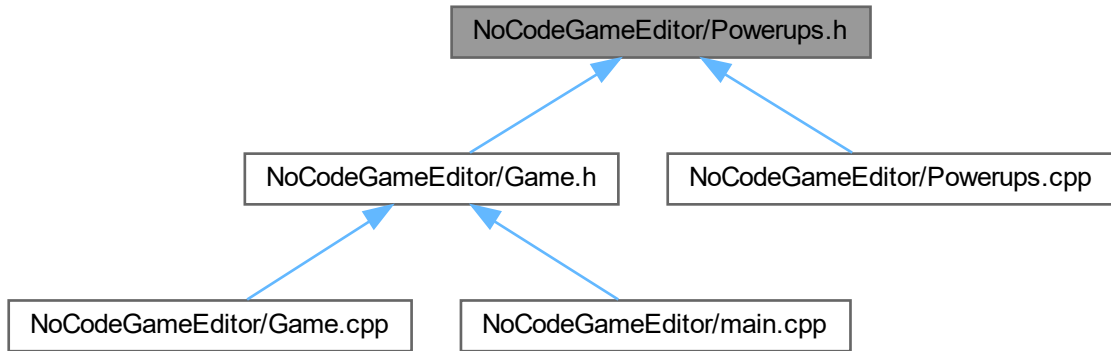 NoCodeGameEditor/Powerups.h
NoCodeGameEditor/Game.h
NoCodeGameEditor/Powerups.cpp
NoCodeGameEditor/Game.cpp
NoCodeGameEditor/main.cpp